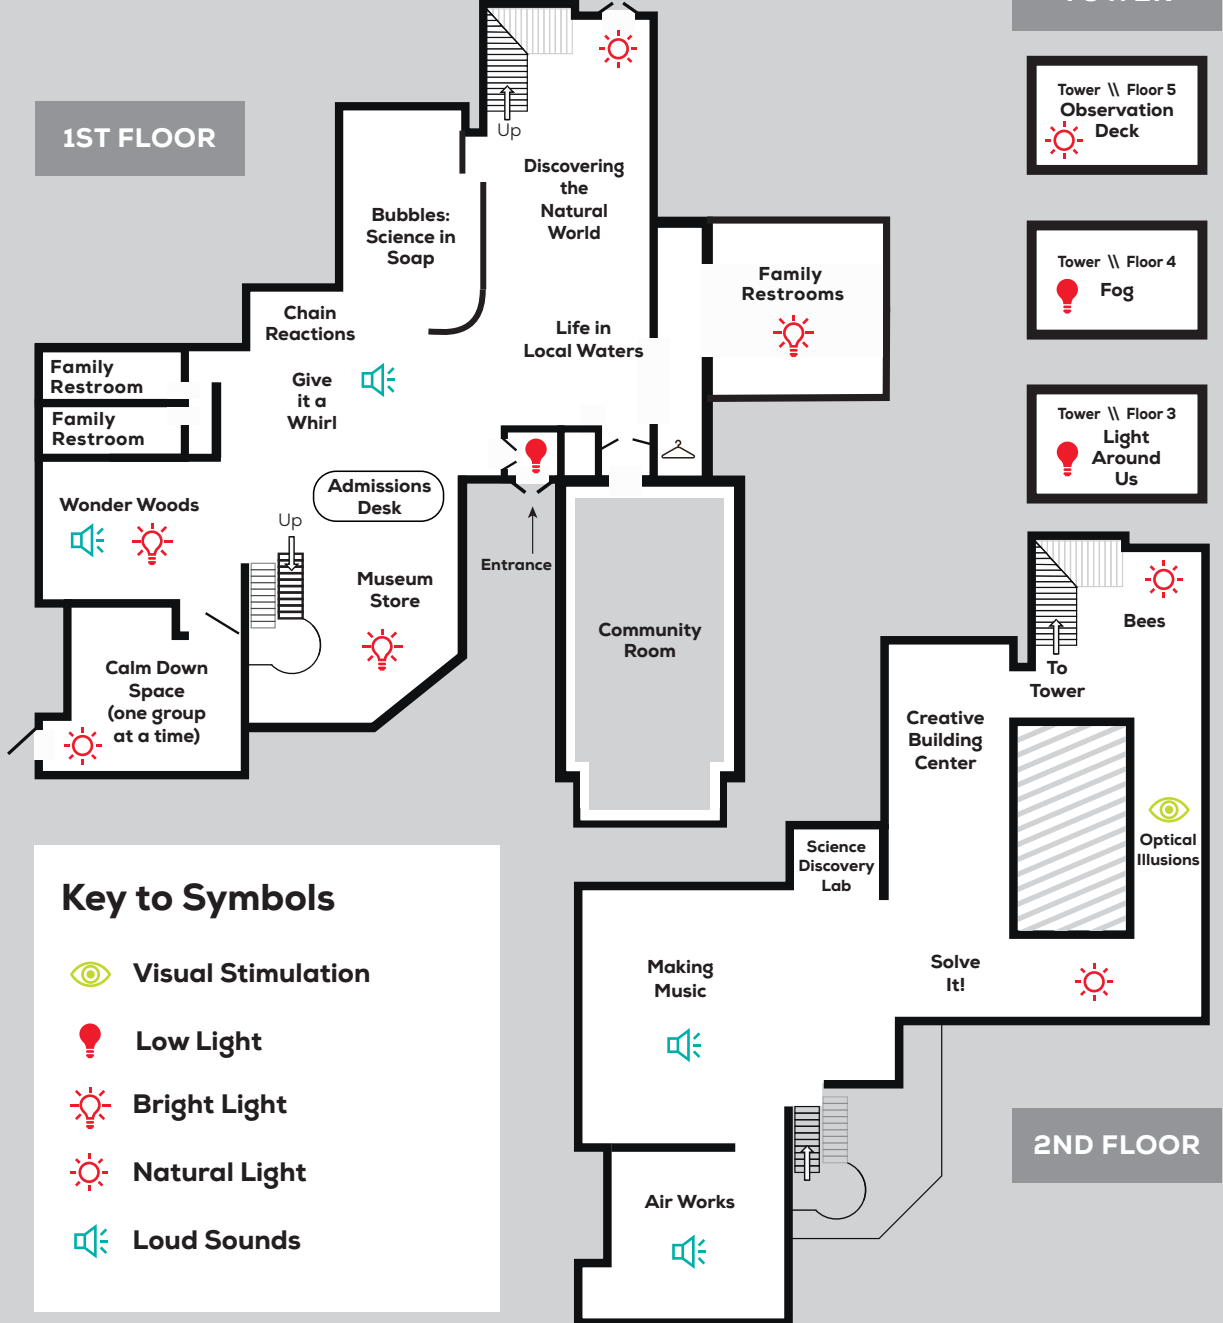 1ST FLOOR
Up
Discovering
the
Natural
World
Bubbles:
Science in
Soap
Chain
Reactions
Family
Restrooms
Life in
Local Waters
Family
Restroom
Family
Restroom
Give
it a
Whirl
Admissions
Desk
Wonder Woods
Up
Entrance
Museum
Store
Community
Room
Calm Down
Space
(one group
at a time)
TOWER
Tower \\ Floor 5
Observation
Deck
Tower \\ Floor 4
Fog
Tower \\ Floor 3
Light
Around
Us
Bees
To
Tower
Creative
Building
Center
Optical
Illusions
Science
Discovery
Lab
Making
Music
Solve
It!
Air Works
2ND FLOOR
Key to Symbols
Visual Stimulation
Low Light
Bright Light
Natural Light
Loud Sounds